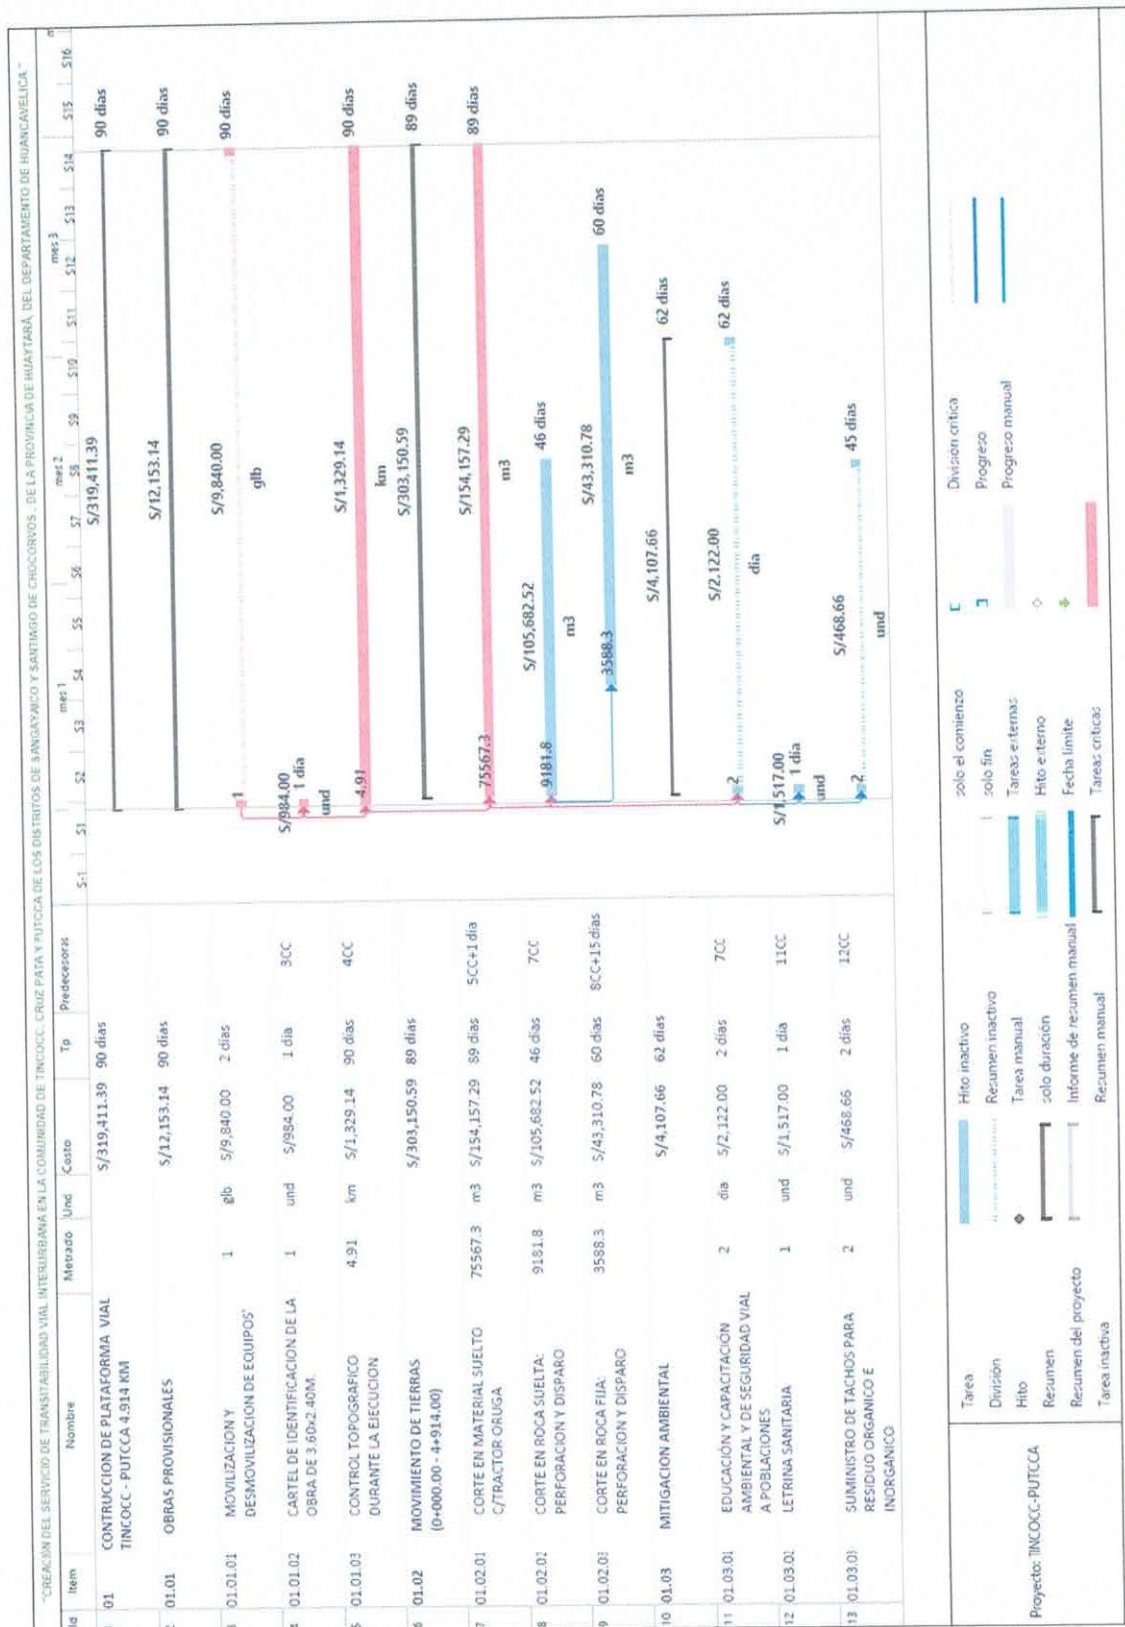 "CREACIÓN DEL SERVICIO DE TRANSITABILIDAD VIAL INTERURBANA EN LA COMUNIDAD DE TINCOCC, CRUZ PATA Y PUTCCA DE LOS DISTRITOS DE SANGAYAICO Y SANTIAGO DE CHOCORVOS , DE LA PROVINCIA DE HUAYTARÁ, DEL DEPARTAMENTO DE HUANCAVELICA."
Id Item Nombre Metrado Und Costo Tp Predecesoras
mes 1 mes 2 mes 3
S-1 S1 S2 S3 S4 S5 S6 S7 S8 S9 S10 S11 S12 S13 S14 S15 S16
01 CONTRUCCION DE PLATAFORMA VIAL S/319,411.39 90 días
TINCOCC - PUTCCA 4.914 KM
S/319,411.39 90 días
01.01 OBRAS PROVISIONALES S/12,153.14 90 días
S/12,153.14 90 días
01.01.01 MOVILIZACION Y 1 glb S/9,840.00 2 días
DESMOVILIZACION DE EQUIPOS'
1 S/9,840.00 90 días
glb
01.01.02 CARTEL DE IDENTIFICACION DE LA 1 und S/984.00 1 día 3CC
OBRA DE 3.60x2.40M.
S/984.00 1 día
und
01.01.03 CONTROL TOPOGRAFICO 4.91 km S/1,329.14 90 días 4CC
DURANTE LA EJECUCION
4.91 S/1,329.14 90 días
km
01.02 MOVIMIENTO DE TIERRAS S/303,150.59 89 días
(0+000.00 - 4+914.00)
S/303,150.59 89 días
01.02.01 CORTE EN MATERIAL SUELTO 75567.3 m3 S/154,157.29 89 días 5CC+1 día
C/TRACTOR ORUGA
75567.3 S/154,157.29 89 días
m3
01.02.02 CORTE EN ROCA SUELTA: 9181.8 m3 S/105,682.52 46 días 7CC
PERFORACION Y DISPARO
9181.8 S/105,682.52 46 días
m3
01.02.03 CORTE EN ROCA FIJA: 3588.3 m3 S/43,310.78 60 días 8CC+15 días
PERFORACION Y DISPARO
3588.3 S/43,310.78 60 días
m3
10 01.03 MITIGACION AMBIENTAL S/4,107.66 62 días
S/4,107.66 62 días
11 01.03.01 EDUCACIÓN Y CAPACITACIÓN 2 dia S/2,122.00 2 días 7CC
AMBIENTAL Y DE SEGURIDAD VIAL
A POBLACIONES
2 S/2,122.00 62 días
dia
12 01.03.02 LETRINA SANITARIA 1 und S/1,517.00 1 día 11CC
S/1,517.00 1 día
und
13 01.03.03 SUMINISTRO DE TACHOS PARA 2 und S/468.66 2 días 12CC
RESIDUO ORGANICO E
INORGANICO
2 S/468.66 45 días
und
Proyecto: TINCOCC-PUTCCA
Tarea Hito inactivo solo el comienzo División crítica
División Resumen inactivo solo fin Progreso
Hito Tarea manual Tareas externas Progreso manual
Resumen solo duración Hito externo
Resumen del proyecto Informe de resumen manual Fecha límite
Tarea inactiva Resumen manual Tareas críticas